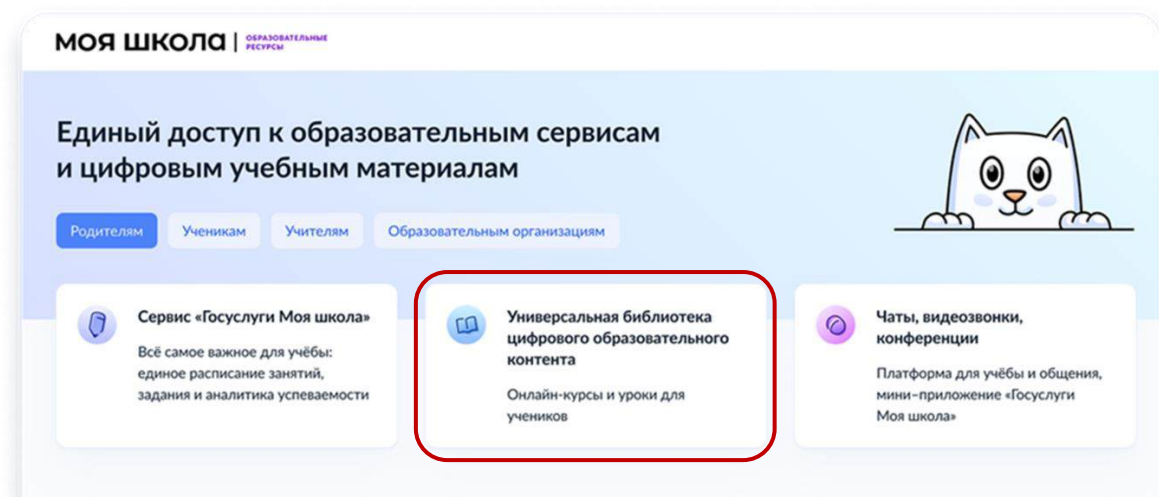 МОЯ ШКОЛА | ОБРАЗОВАТЕЛЬНЫЕ
РЕСУРСЫ
Единый доступ к образовательным сервисам
и цифровым учебным материалам
Родителям
Ученикам
Учителям
Образовательным организациям
Сервис «Госуслуги Моя школа»
Всё самое важное для учёбы:
единое расписание занятий,
задания и аналитика успеваемости
Универсальная библиотека
цифрового образовательного
контента
Онлайн-курсы и уроки для
учеников
Чаты, видеозвонки,
конференции
Платформа для учёбы и общения,
мини-приложение «Госуслуги
Моя школа»